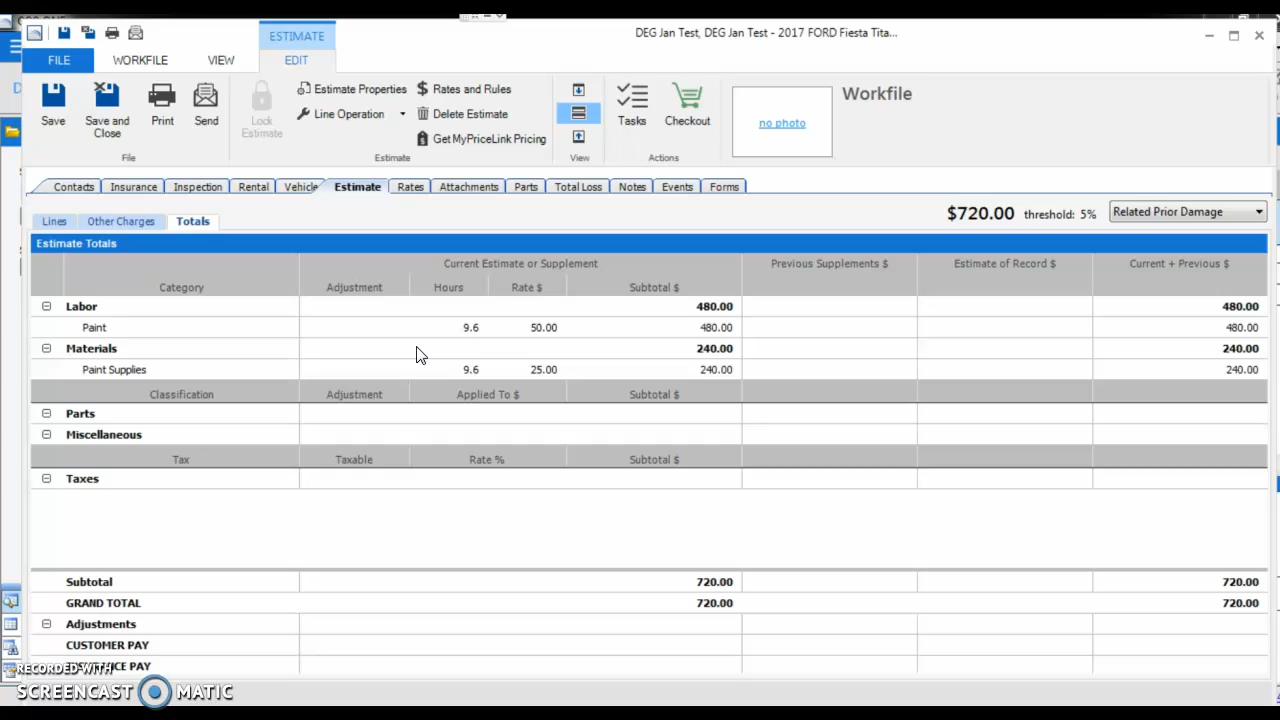 ESTIMATE
DEG Jan Test, DEG Jan Test - 2017 FORD Fiesta Tita...
FILE WORKFILE VIEW EDIT
Save
Save and Close
Print
Send
File
Lock Estimate
Estimate Properties
Line Operation
Rates and Rules
Delete Estimate
Get MyPriceLink Pricing
Estimate
View
Tasks
Checkout
Actions
no photo
Workfile
Contacts Insurance Inspection Rental Vehicle Estimate Rates Attachments Parts Total Loss Notes Events Forms
Lines Other Charges Totals $720.00 threshold: 5% Related Prior Damage
Estimate Totals
Current Estimate or Supplement Previous Supplements $ Estimate of Record $ Current + Previous $
Category Adjustment Hours Rate $ Subtotal $
Labor 480.00 480.00
Paint 9.6 50.00 480.00 480.00
Materials 240.00 240.00
Paint Supplies 9.6 25.00 240.00 240.00
Classification Adjustment Applied To $ Subtotal $
Parts
Miscellaneous
Tax Taxable Rate % Subtotal $
Taxes
Subtotal 720.00 720.00
GRAND TOTAL 720.00 720.00
Adjustments
CUSTOMER PAY
RECORDED WITH
SCREENCAST MATIC